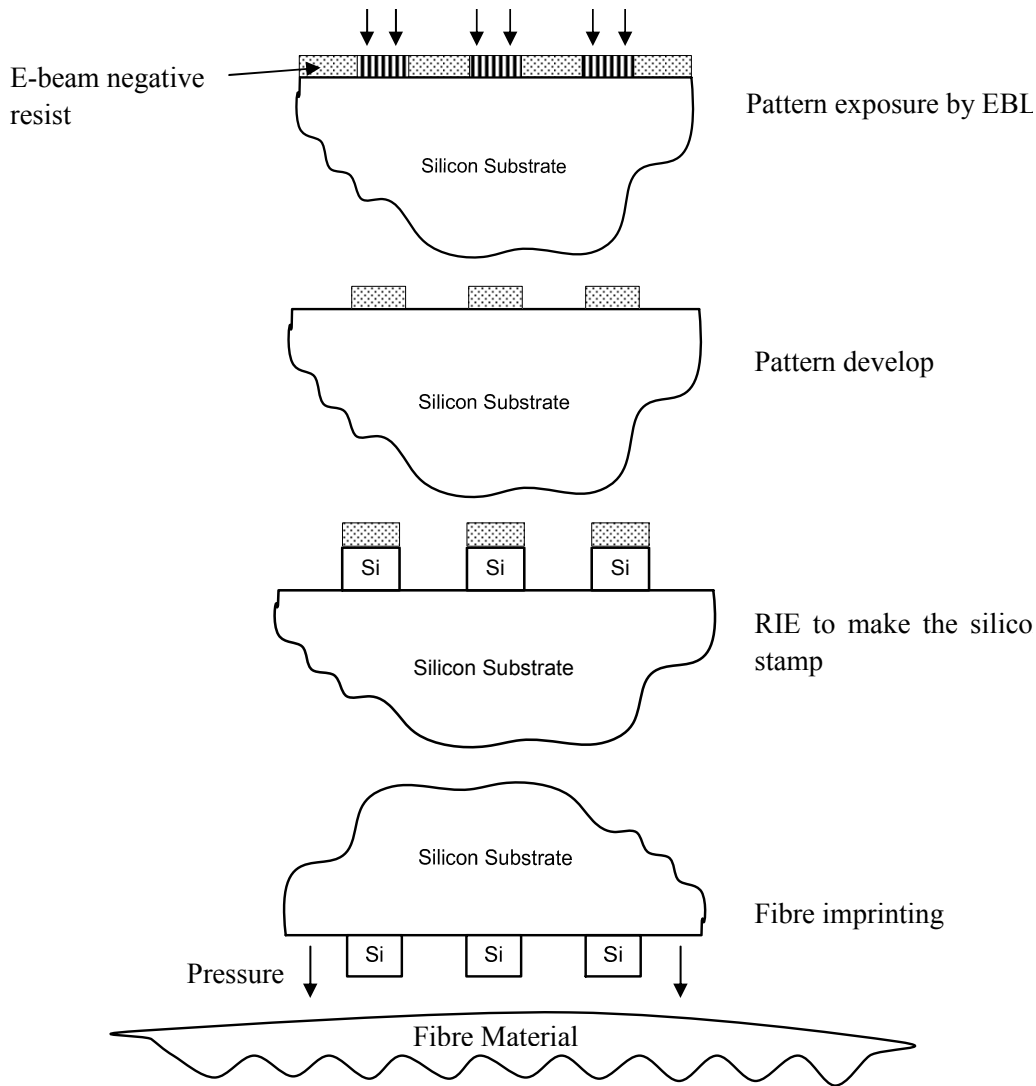 E-beam negative
resist
Pattern exposure by EBL
Silicon Substrate
Pattern develop
Silicon Substrate
Si Si Si
RIE to make the silico
stamp
Silicon Substrate
Silicon Substrate
Fibre imprinting
Si Si Si
Pressure
Fibre Material